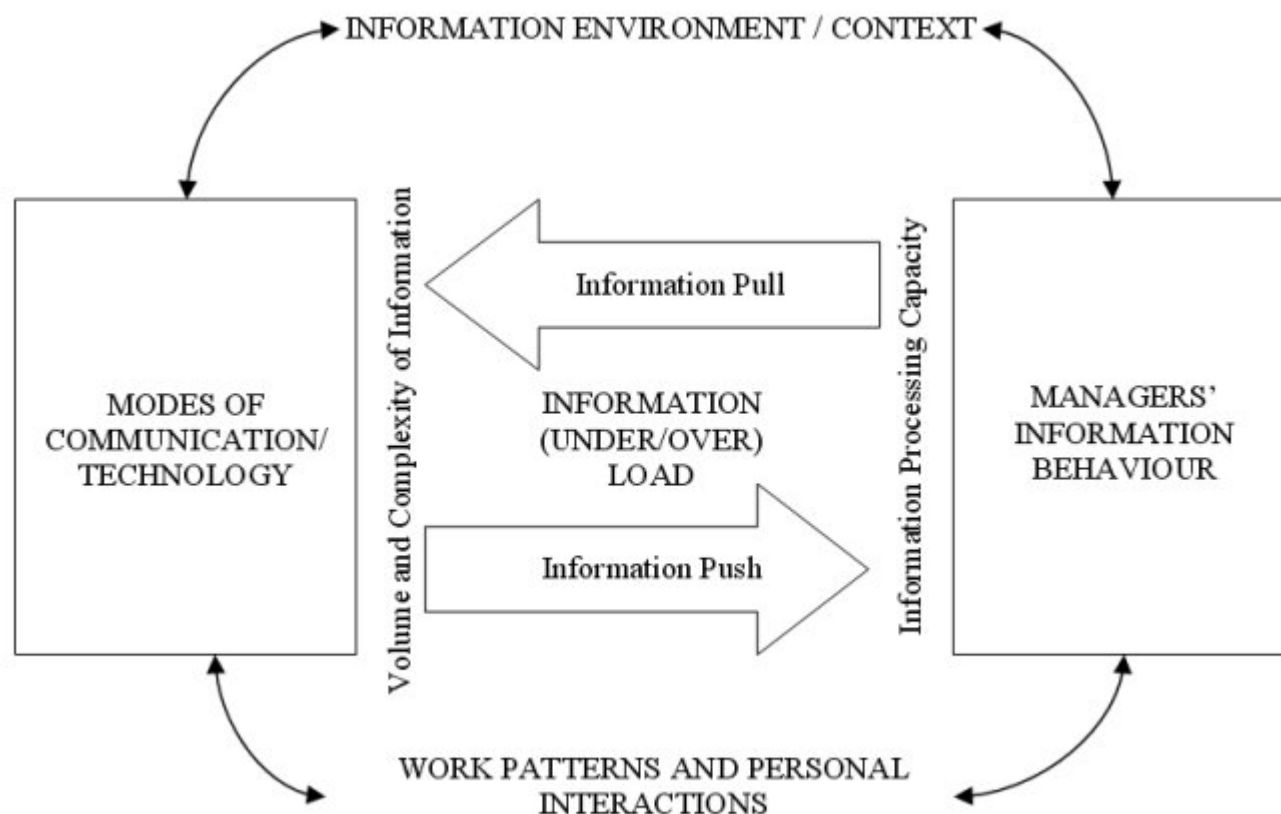 INFORMATION ENVIRONMENT / CONTEXT
Volume and Complexity of Information
Information Processing Capacity
Information Pull
MODES OF
COMMUNICATION/
TECHNOLOGY
INFORMATION
(UNDER/OVER)
LOAD
MANAGERS’
INFORMATION
BEHAVIOUR
Information Push
WORK PATTERNS AND PERSONAL
INTERACTIONS